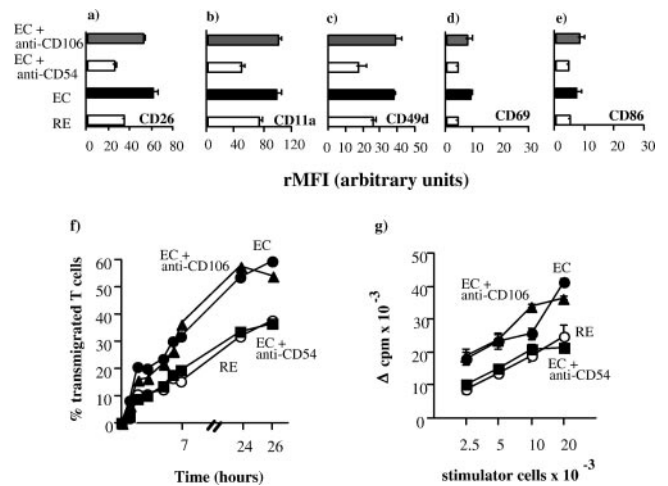 a) b) c) d) e)
EC +
anti-CD106
EC +
anti-CD54
EC
RE
CD26 CD11a CD49d CD69 CD86
0 20 40 60 80 0 40 80 120 0 10 20 30 40 0 10 20 30 0 10 20 30
rMFI (arbitrary units)
f)
% transmigrated T cells
60
50
40
30
20
10
0
EC +
anti-CD106
EC
RE
EC +
anti-CD54
7 24 26
Time (hours)
g)
Δ cpm x 10 -3
50
40
30
20
10
0
EC
EC +
anti-CD106
RE
EC +
anti-CD54
2.5 5 10 20
stimulator cells x 10 -3